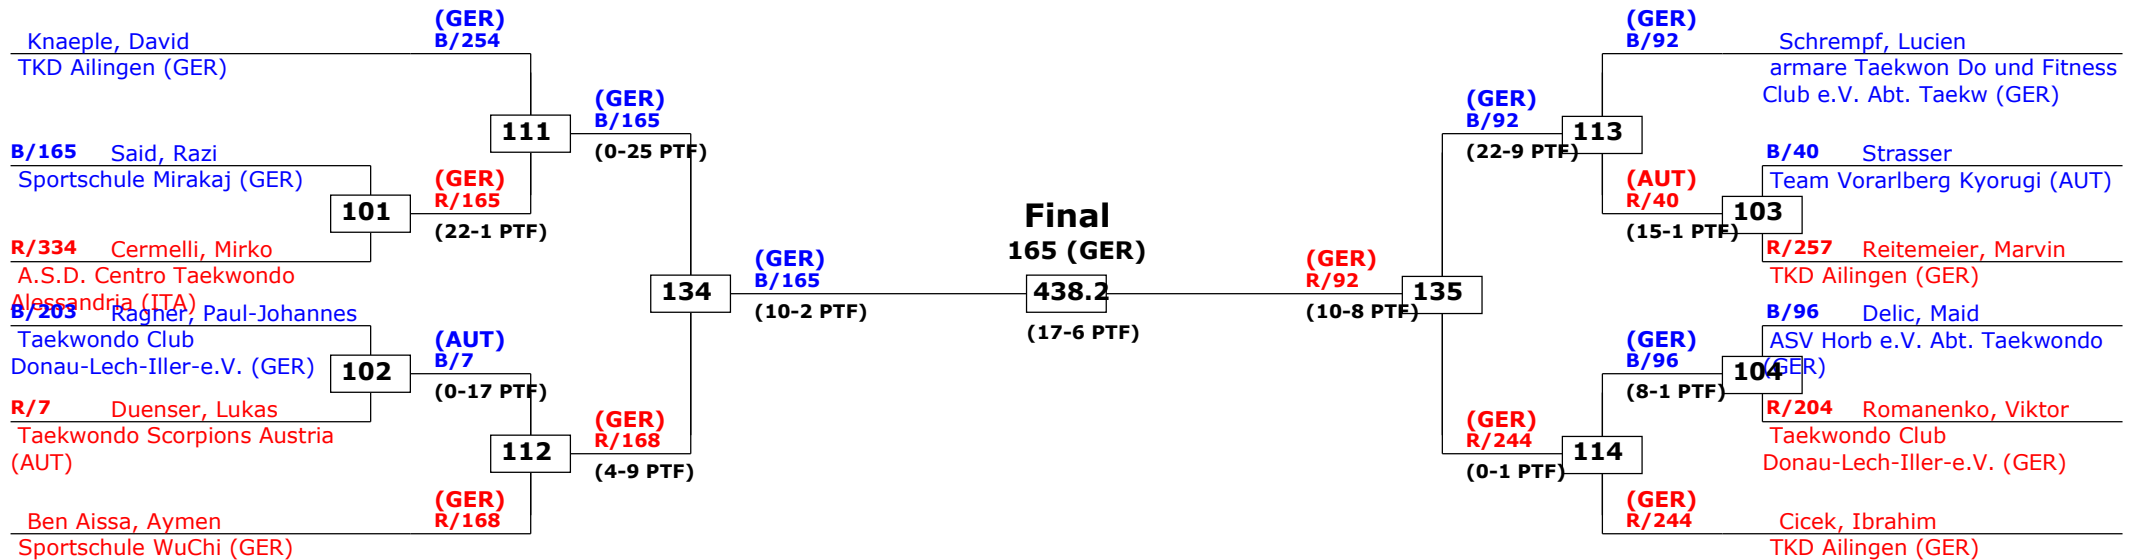 (GER)
Knaeple, David
B/254
TKD Ailingen (GER)
(GER)
B/165
111
(0-25 PTF)
B/165 Said, Razi
Sportschule Mirakaj (GER)
(GER)
R/165
101
(22-1 PTF)
R/334 Cermelli, Mirko
A.S.D. Centro Taekwondo
Alessandria (ITA)
(GER)
B/165
134
(10-2 PTF)
B/203 Ragner, Paul-Johannes
Taekwondo Club
Donau-Lech-Iller-e.V. (GER)
(AUT)
B/7
102
(0-17 PTF)
R/7 Duenser, Lukas
Taekwondo Scorpions Austria
(AUT)
(GER)
R/168
112
(4-9 PTF)
(GER)
R/168
Ben Aissa, Aymen
Sportschule WuChi (GER)
Final
165 (GER)
438.2
(17-6 PTF)
(GER)
B/92
Schrempf, Lucien
armare Taekwon Do und Fitness
Club e.V. Abt. Taekw (GER)
(GER)
B/92
113
(22-9 PTF)
B/40 Strasser
Team Vorarlberg Kyorugi (AUT)
(AUT)
R/40
103
(15-1 PTF)
R/257 Reitemeier, Marvin
TKD Ailingen (GER)
(GER)
R/92
135
(10-8 PTF)
B/96 Delic, Maid
ASV Horb e.V. Abt. Taekwondo
(GER)
(GER)
B/96
104
(8-1 PTF)
R/204 Romanenko, Viktor
Taekwondo Club
Donau-Lech-Iller-e.V. (GER)
(GER)
R/244
114
(0-1 PTF)
(GER)
R/244
Cicek, Ibrahim
TKD Ailingen (GER)